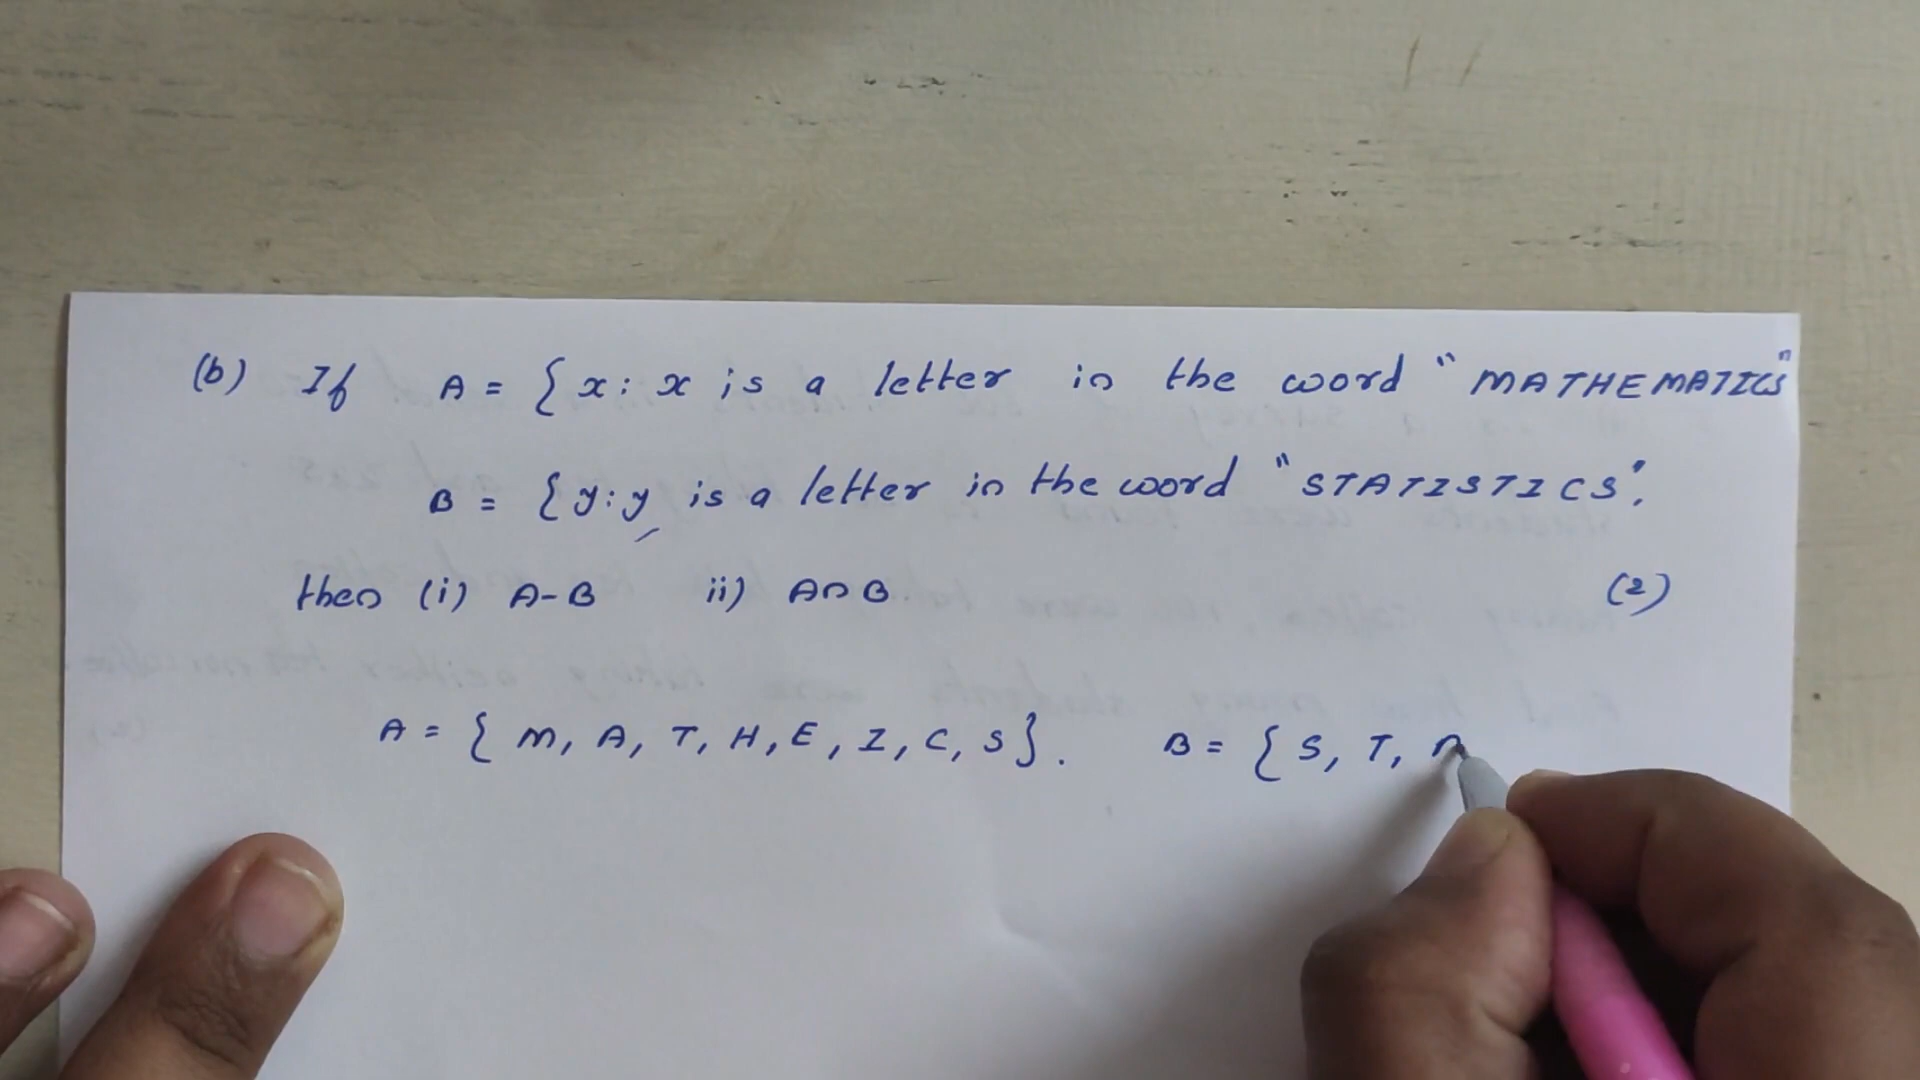 (b) If A = { x : x is a letter in the word "MATHEMATICS"
B = { y : y is a letter in the word "STATISTICS".
then (i) A-B ii) A∩B (2)
A = { M, A, T, H, E, I, C, S }. B = { S, T, A